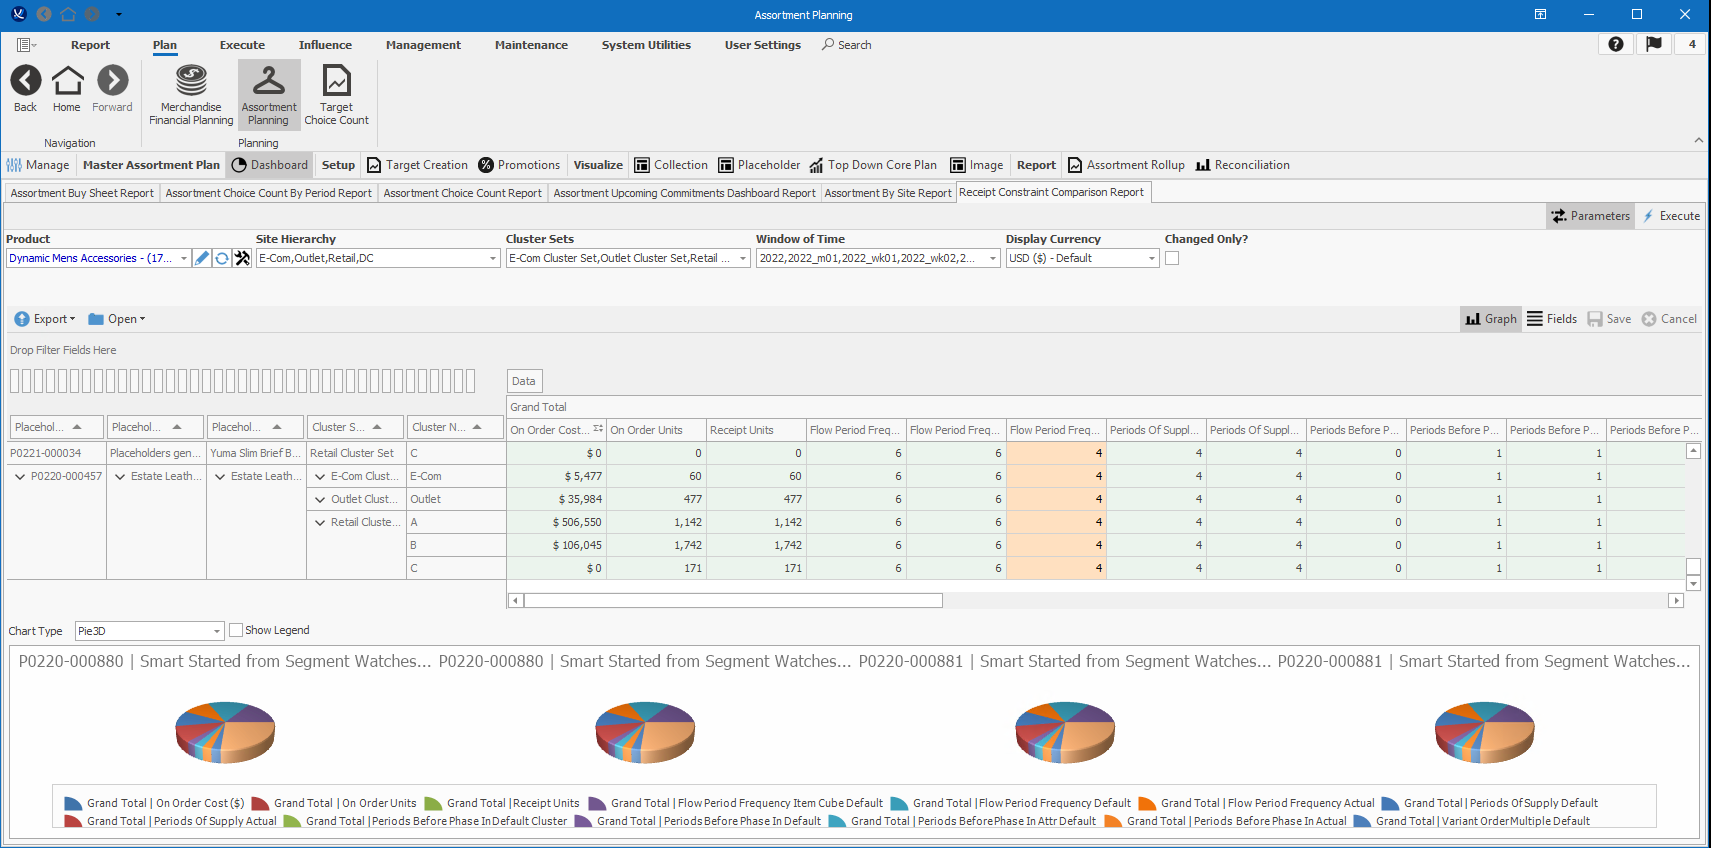 Assortment Planning
Report Plan Execute Influence Management Maintenance System Utilities User Settings Search 4
Back Home Forward Merchandise Financial Planning Assortment Planning Target Choice Count
Navigation Planning
Manage Master Assortment Plan Dashboard Setup Target Creation Promotions Visualize Collection Placeholder Top Down Core Plan Image Report Assortment Rollup Reconciliation
Assortment Buy Sheet Report Assortment Choice Count By Period Report Assortment Choice Count Report Assortment Upcoming Commitments Dashboard Report Assortment By Site Report Receipt Constraint Comparison Report
Parameters Execute
Product Site Hierarchy Cluster Sets Window of Time Display Currency Changed Only?
Dynamic Mens Accessories - (17... E-Com,Outlet,Retail,DC E-Com Cluster Set,Outlet Cluster Set,Retail ... 2022,2022_m01,2022_wk01,2022_wk02,2... USD ($) - Default
Export Open Graph Fields Save Cancel
Drop Filter Fields Here
Data
Grand Total
Placehol... Placehol... Placehol... Cluster S... Cluster N... On Order Cost... On Order Units Receipt Units Flow Period Freq... Flow Period Freq... Flow Period Freq... Periods Of Suppl... Periods Of Suppl... Periods Before P... Periods Before P... Periods Before P... Periods Before P...
P0221-000034 Placeholders gen... Yuma Slim Brief B... Retail Cluster Set C $ 0 0 0 6 6 4 4 4 0 1 1
P0220-000457 Estate Leath... Estate Leath... E-Com Clust... E-Com $ 5,477 60 60 6 6 4 4 4 0 1 1
Outlet Clust... Outlet $ 35,984 477 477 6 6 4 4 4 0 1 1
Retail Cluste... A $ 506,550 1,142 1,142 6 6 4 4 4 0 1 1
B $ 106,045 1,742 1,742 6 6 4 4 4 0 1 1
C $ 0 171 171 6 6 4 4 4 0 1 1
Chart Type Pie3D Show Legend
P0220-000880 | Smart Started from Segment Watches... P0220-000880 | Smart Started from Segment Watches... P0220-000881 | Smart Started from Segment Watches... P0220-000881 | Smart Started from Segment Watches...
Grand Total | On Order Cost ($) Grand Total | On Order Units Grand Total | Receipt Units Grand Total | Flow Period Frequency Item Cube Default Grand Total | Flow Period Frequency Default Grand Total | Flow Period Frequency Actual Grand Total | Periods Of Supply Default
Grand Total | Periods Of Supply Actual Grand Total | Periods Before Phase In Default Cluster Grand Total | Periods Before Phase In Default Grand Total | Periods Before Phase In Attr Default Grand Total | Periods Before Phase In Actual Grand Total | Variant Order Multiple Default